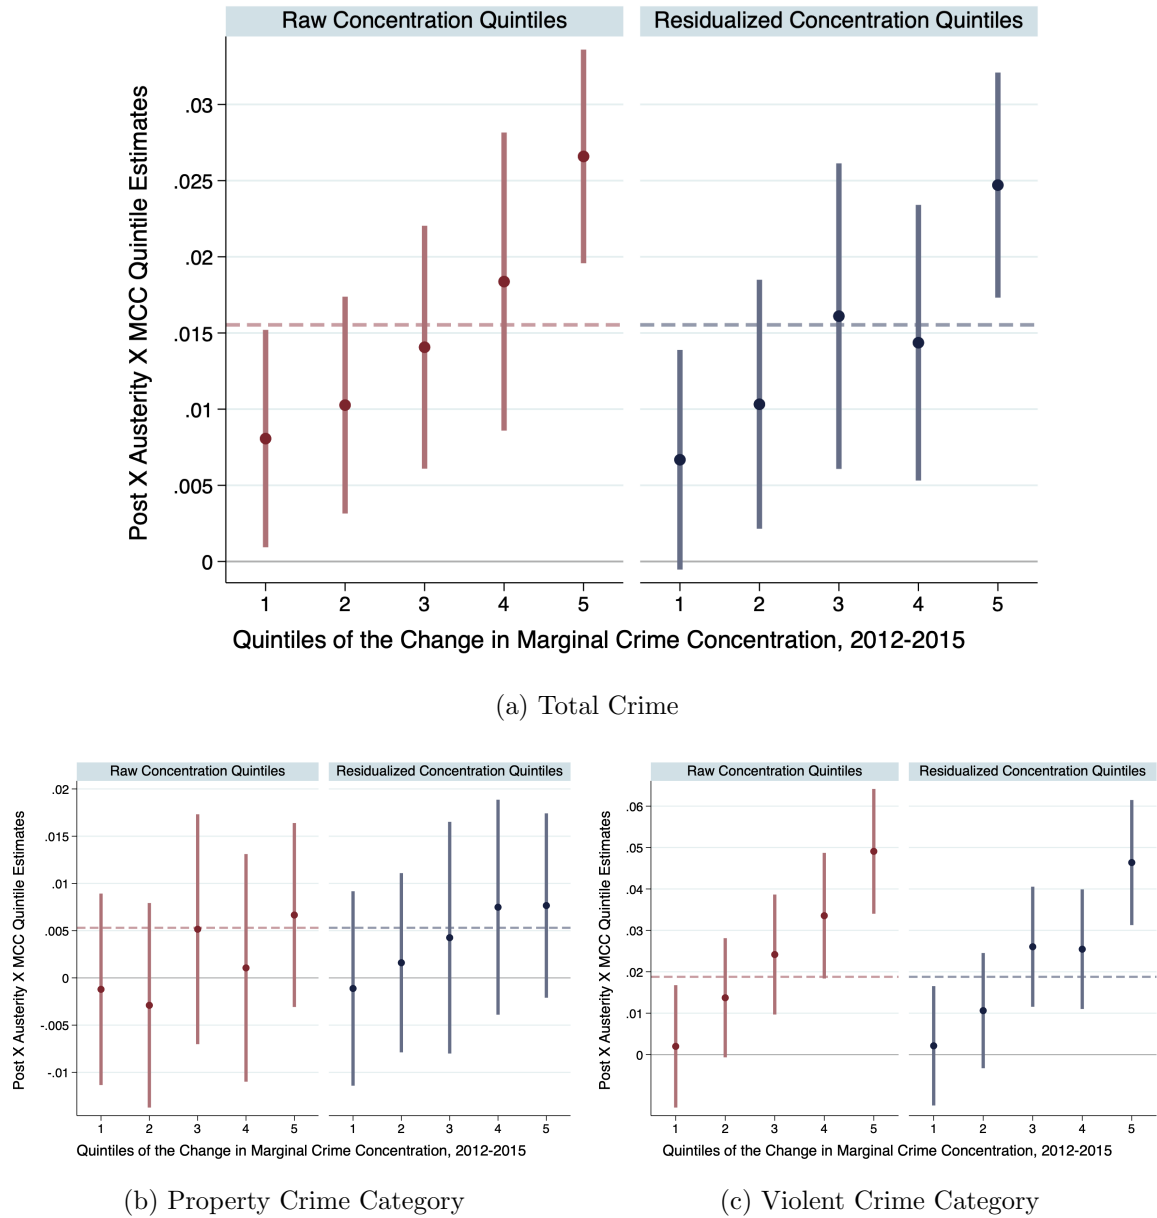 Raw Concentration Quintiles
Residualized Concentration Quintiles
Post X Austerity X MCC Quintile Estimates
.03
.025
.02
.015
.01
.005
0
1 2 3 4 5
1 2 3 4 5
Quintiles of the Change in Marginal Crime Concentration, 2012-2015
(a) Total Crime
Raw Concentration Quintiles
Residualized Concentration Quintiles
Post X Austerity X MCC Quintile Estimates
.02
.015
.01
.005
0
-.005
-.01
1 2 3 4 5
1 2 3 4 5
Quintiles of the Change in Marginal Crime Concentration, 2012-2015
(b) Property Crime Category
Raw Concentration Quintiles
Residualized Concentration Quintiles
Post X Austerity X MCC Quintile Estimates
.06
.05
.04
.03
.02
.01
0
1 2 3 4 5
1 2 3 4 5
Quintiles of the Change in Marginal Crime Concentration, 2012-2015
(c) Violent Crime Category